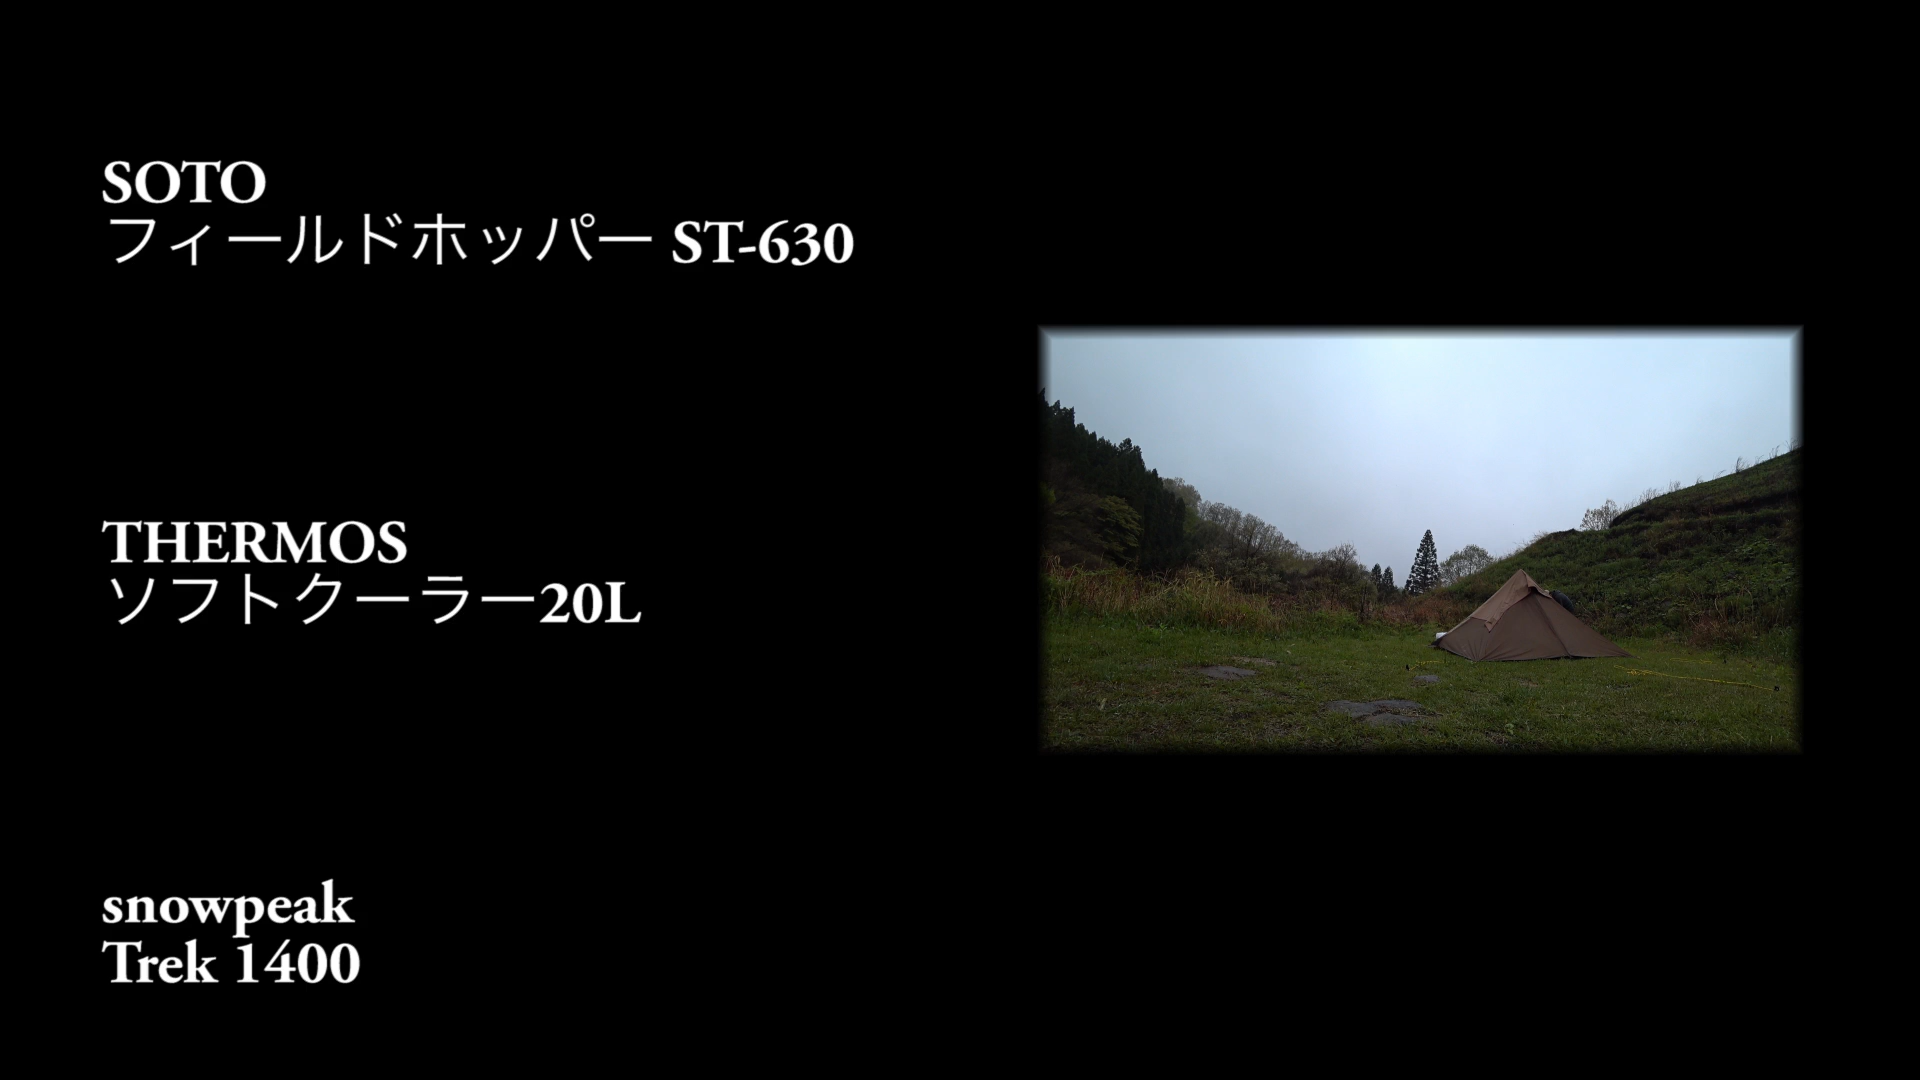 SOTO
フィールドホッパー ST-630
THERMOS
ソフトクーラー20L
snowpeak
Trek 1400